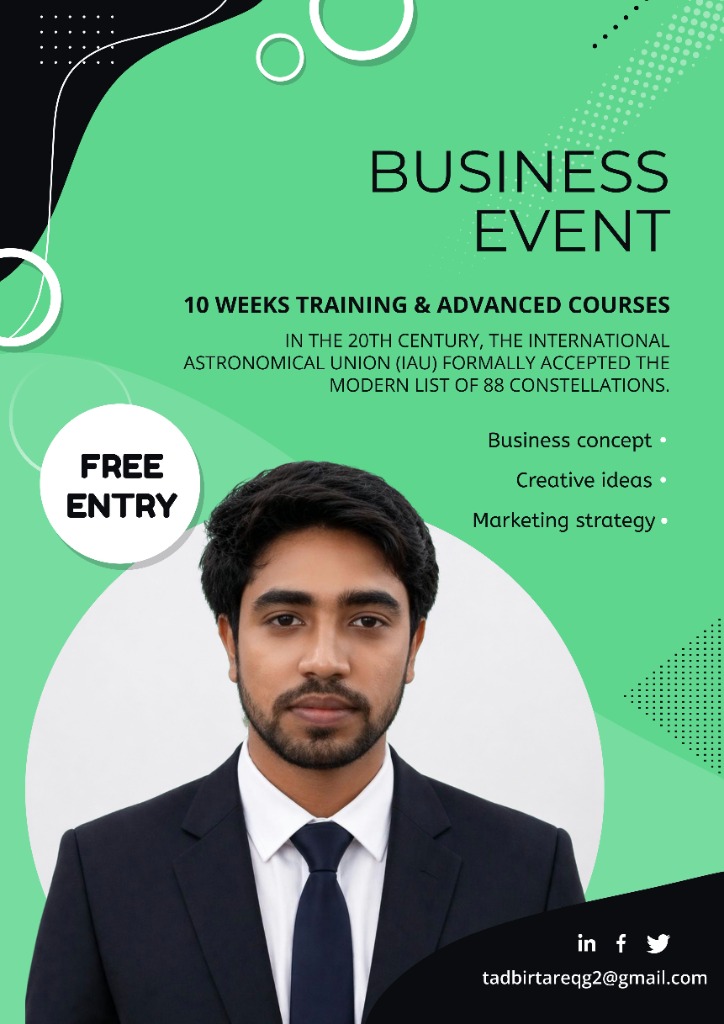 BUSINESS
EVENT
10 WEEKS TRAINING & ADVANCED COURSES
IN THE 20TH CENTURY, THE INTERNATIONAL
ASTRONOMICAL UNION (IAU) FORMALLY ACCEPTED THE
MODERN LIST OF 88 CONSTELLATIONS.
Business concept •
Creative ideas •
Marketing strategy •
FREE
ENTRY
in f
tadbirtareqg2@gmail.com